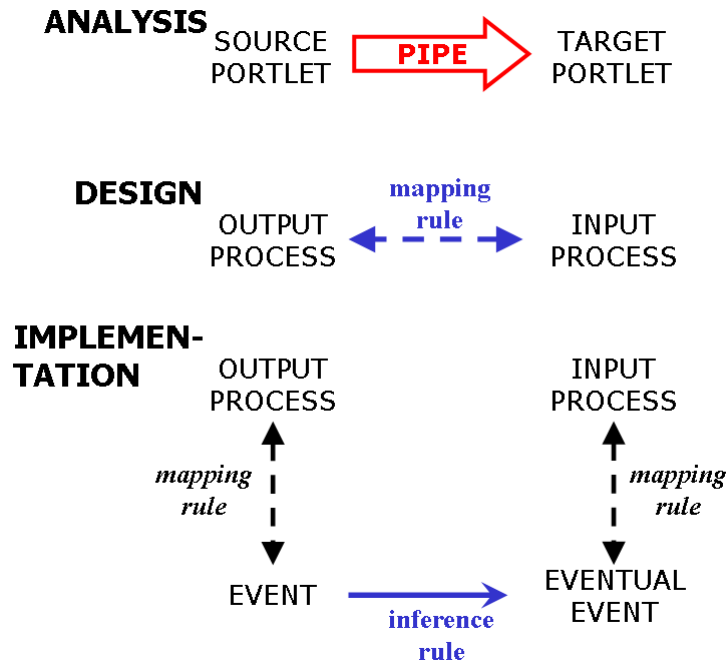 ANALYSIS
SOURCE PORTLET
PIPE
TARGET PORTLET
DESIGN
OUTPUT PROCESS
mapping rule
INPUT PROCESS
IMPLEMEN-
TATION
OUTPUT PROCESS
INPUT PROCESS
mapping rule
mapping rule
EVENT
inference rule
EVENTUAL EVENT